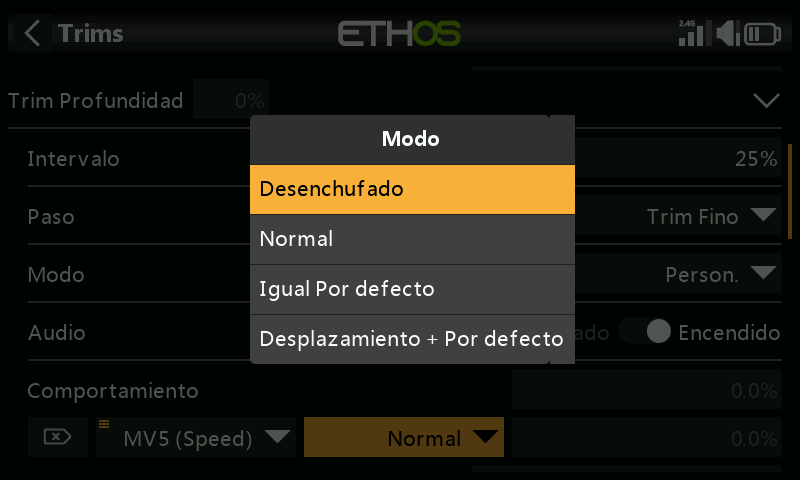 Trims
ETHOS
2.4G
Trim Profundidad 0%
Modo
Intervalo 25%
Desenchufado
Paso Trim Fino
Normal
Modo Person.
Igual Por defecto
Audio ado Encendido
Desplazamiento + Por defecto
Comportamiento 0.0%
MV5 (Speed) Normal 0.0%